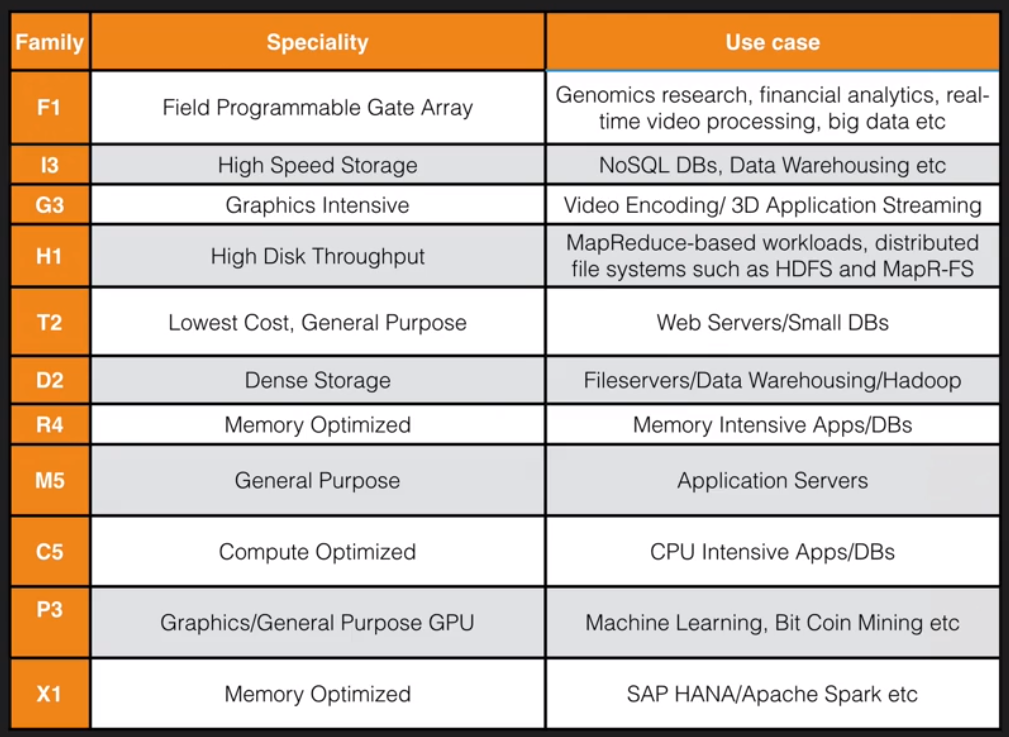 Family Speciality Use case
F1 Field Programmable Gate Array Genomics research, financial analytics, real-
time video processing, big data etc
I3 High Speed Storage NoSQL DBs, Data Warehousing etc
G3 Graphics Intensive Video Encoding/ 3D Application Streaming
H1 High Disk Throughput MapReduce-based workloads, distributed
file systems such as HDFS and MapR-FS
T2 Lowest Cost, General Purpose Web Servers/Small DBs
D2 Dense Storage Fileservers/Data Warehousing/Hadoop
R4 Memory Optimized Memory Intensive Apps/DBs
M5 General Purpose Application Servers
C5 Compute Optimized CPU Intensive Apps/DBs
P3 Graphics/General Purpose GPU Machine Learning, Bit Coin Mining etc
X1 Memory Optimized SAP HANA/Apache Spark etc